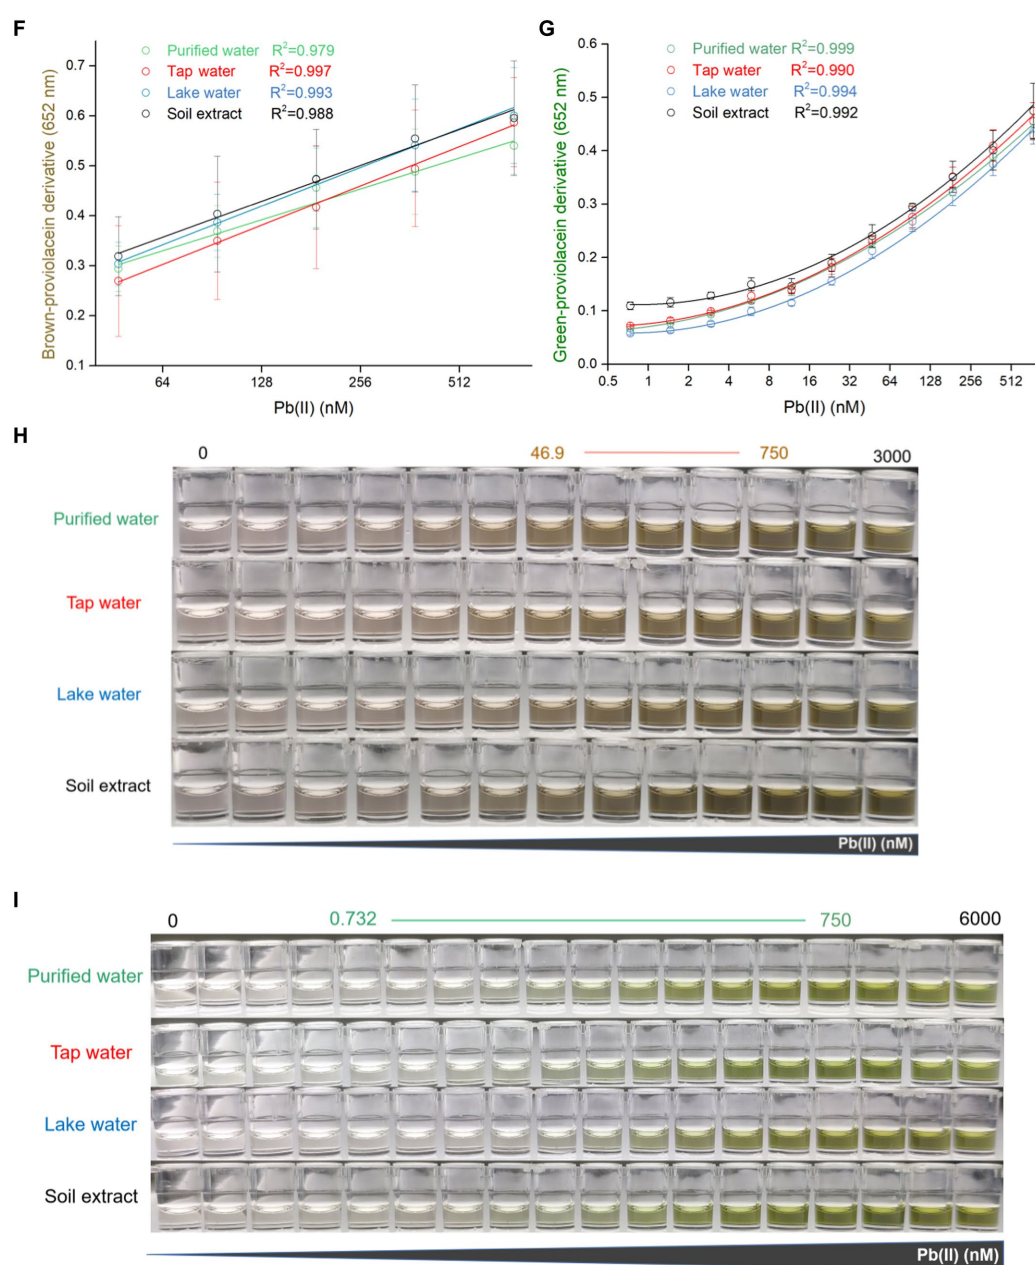 F
Brown-proviolacein derivative (652 nm)
0.7
0.6
0.5
0.4
0.3
0.2
0.1
Purified water R²=0.979
Tap water R²=0.997
Lake water R²=0.993
Soil extract R²=0.988
64 128 256 512
Pb(II) (nM)
G
Green-proviolacein derivative (652 nm)
0.6
0.5
0.4
0.3
0.2
0.1
0.0
Purified water R²=0.999
Tap water R²=0.990
Lake water R²=0.994
Soil extract R²=0.992
0.5 1 2 4 8 16 32 64 128 256 512
Pb(II) (nM)
H
0 46.9 750 3000
Purified water
Tap water
Lake water
Soil extract
Pb(II) (nM)
I
0 0.732 750 6000
Purified water
Tap water
Lake water
Soil extract
Pb(II) (nM)